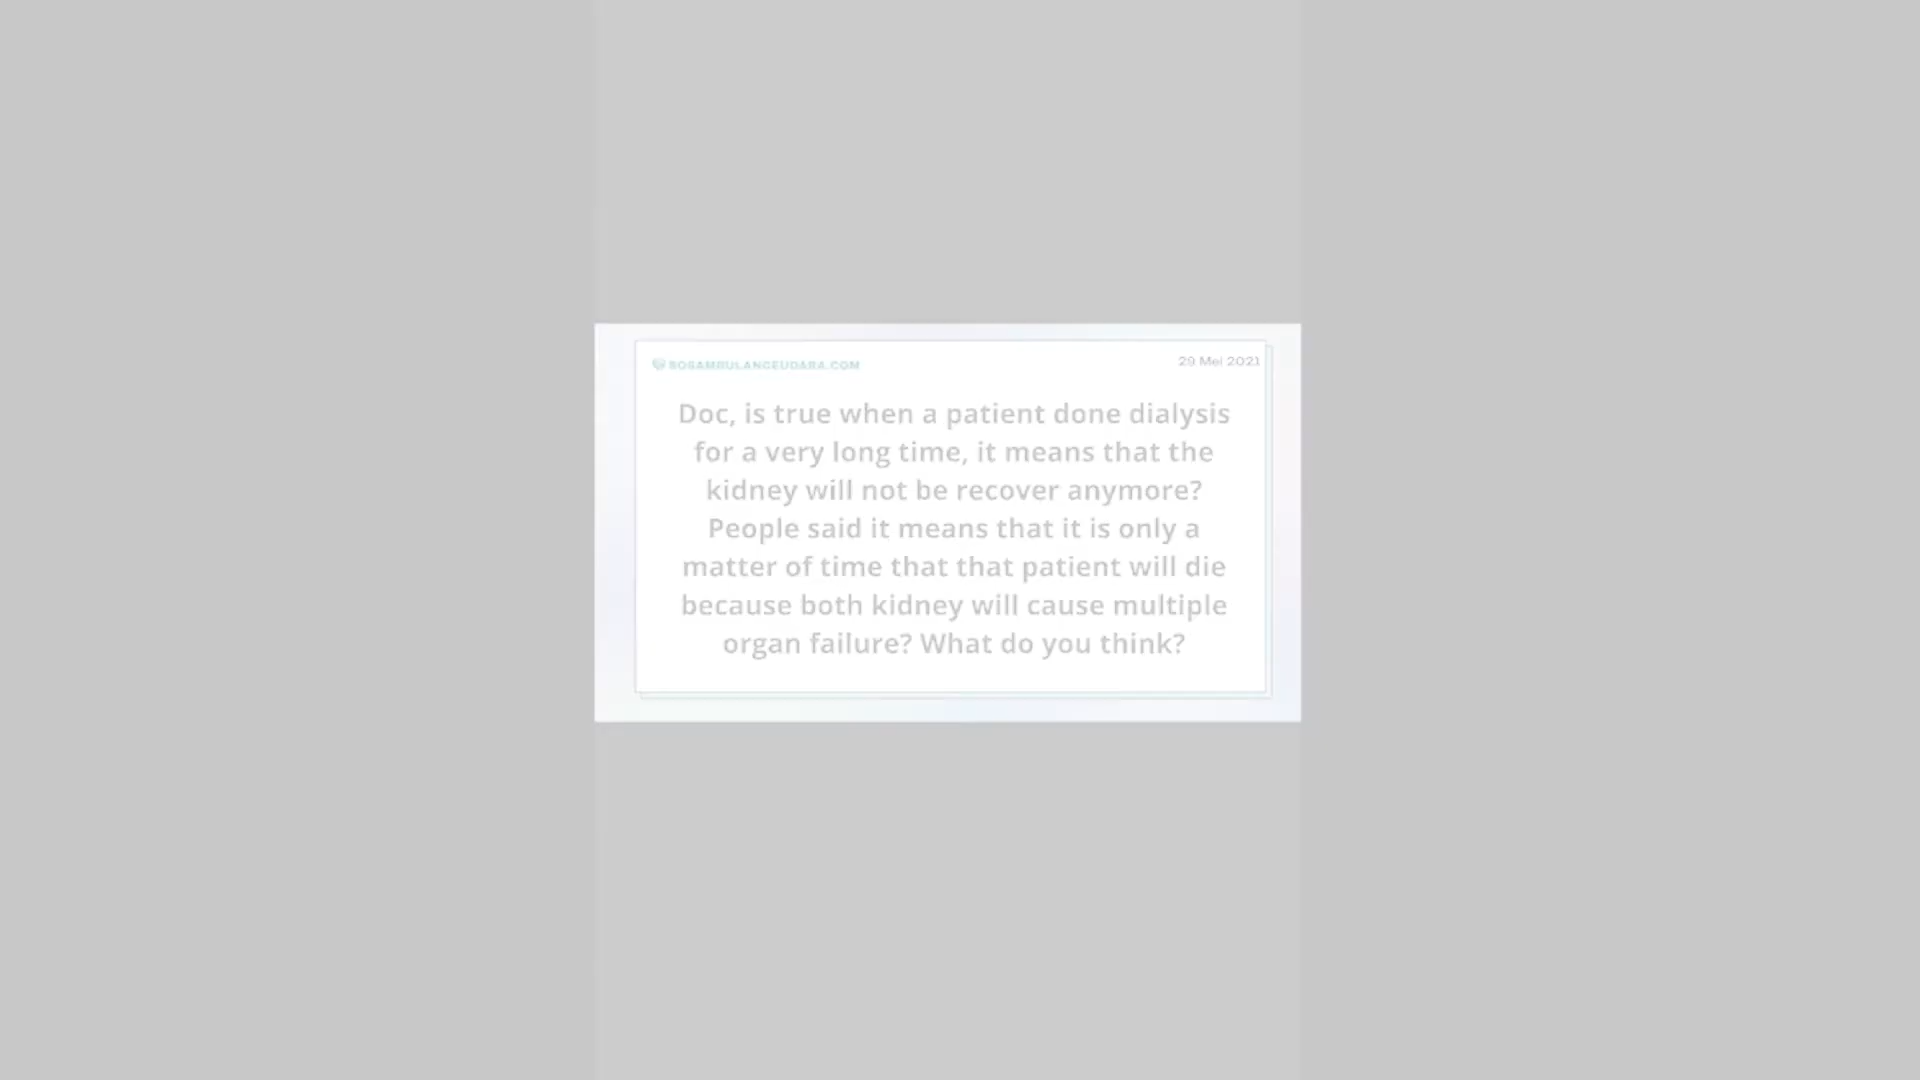 SOSAMBULANCEUDARA.COM
29 Mei 2021
Doc, is true when a patient done dialysis
for a very long time, it means that the
kidney will not be recover anymore?
People said it means that it is only a
matter of time that that patient will die
because both kidney will cause multiple
organ failure? What do you think?